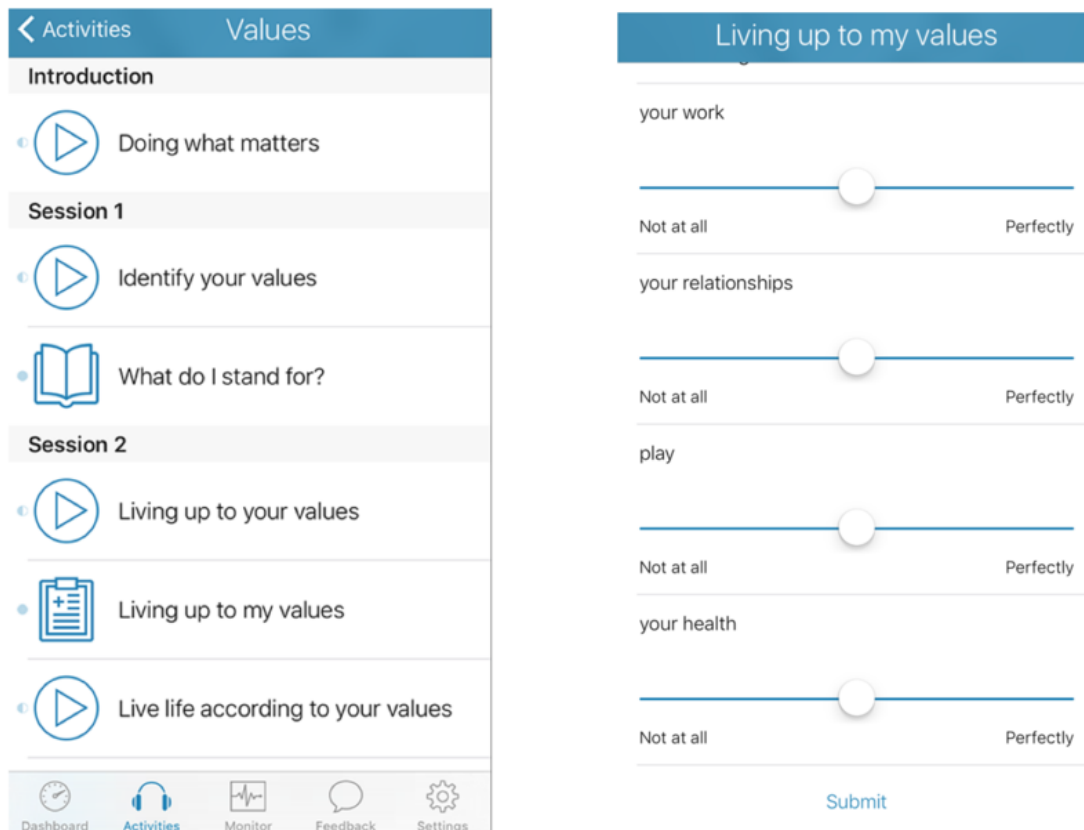 Activities
Values
Introduction
Doing what matters
Session 1
Identify your values
What do I stand for?
Session 2
Living up to your values
Living up to my values
Live life according to your values
Dashboard
Activities
Monitor
Feedback
Settings
Living up to my values
your work
Not at all
Perfectly
your relationships
Not at all
Perfectly
play
Not at all
Perfectly
your health
Not at all
Perfectly
Submit